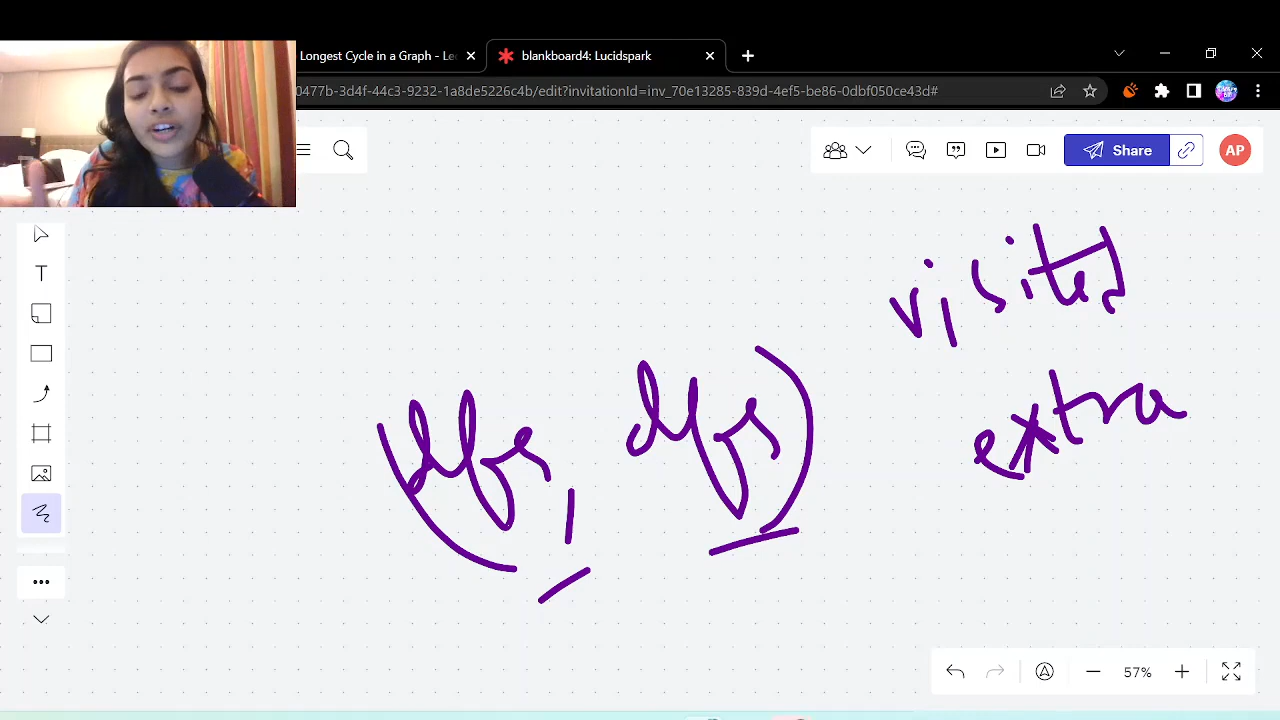 Longest Cycle in a Graph - Le
blankboard4: Lucidspark
0477b-3d4f-44c3-9232-1a8de5226c4b/edit?invitationId=inv_70e13285-839d-4ef5-be86-0dbf050ce43d#
Share
AP
T
visited
(dfs, dfs)
extra
57%